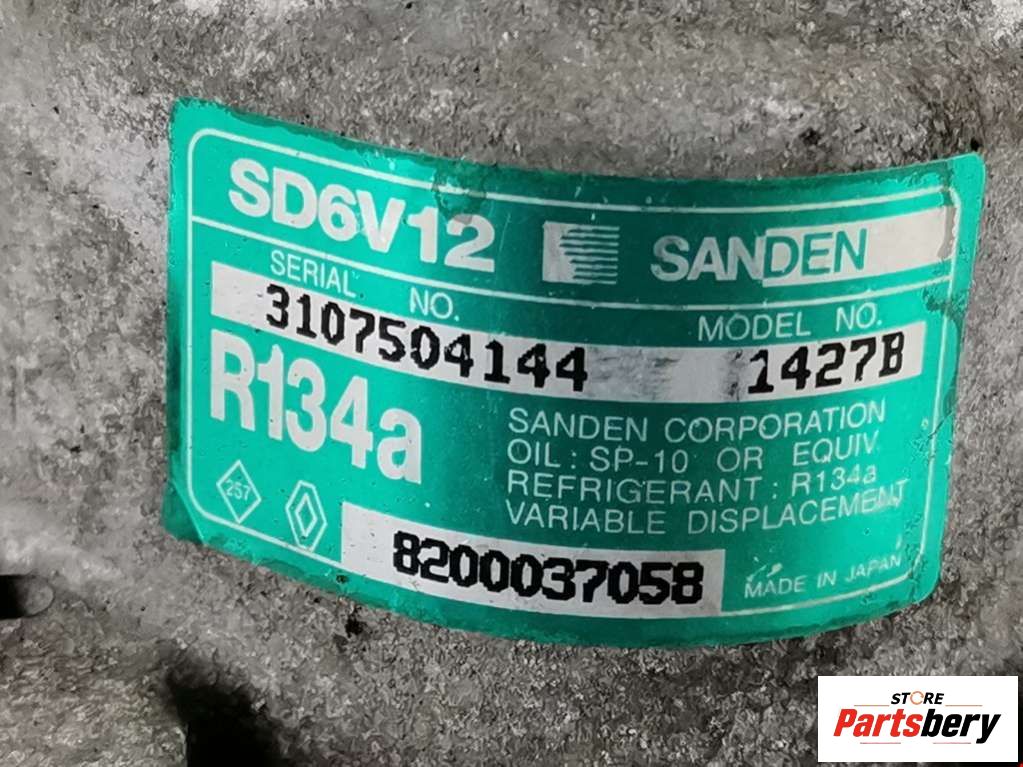 SD6V12 SANDEN
SERIAL NO.
3107504144
MODEL NO.
1427B
R134a
SANDEN CORPORATION
OIL : SP-10 OR EQUIV.
REFRIGERANT : R134a
VARIABLE DISPLACEMENT
257
8200037058
MADE IN JAPAN
STORE
Partsbery